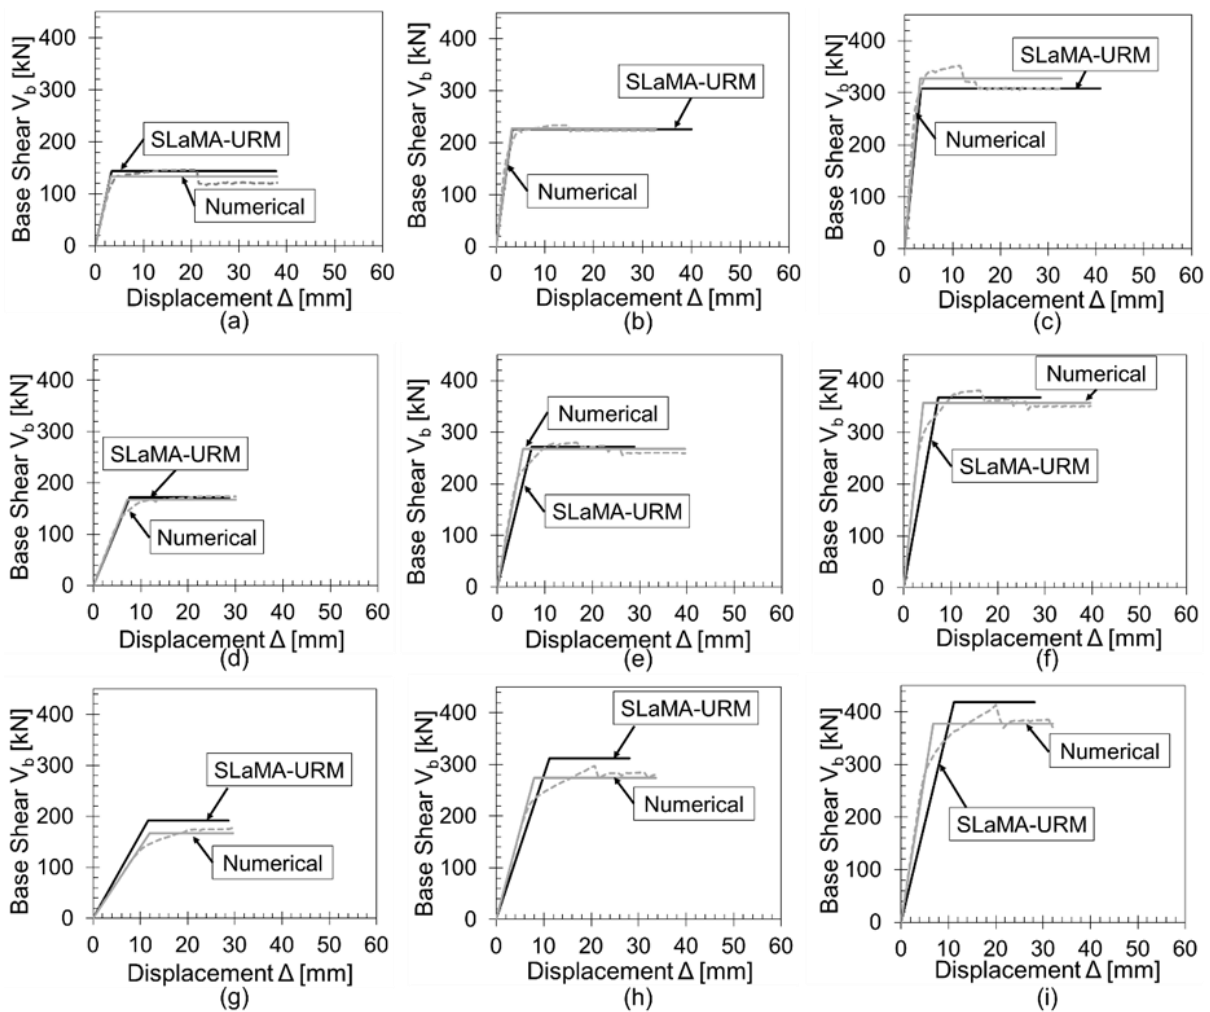 Base Shear V_b [kN]
400
300
200
100
0
SLaMA-URM
Numerical
0 10 20 30 40 50 60
Displacement Δ [mm]
(a)
Base Shear V_b [kN]
400
300
200
100
0
SLaMA-URM
Numerical
0 10 20 30 40 50 60
Displacement Δ [mm]
(b)
Base Shear V_b [kN]
400
300
200
100
0
SLaMA-URM
Numerical
0 10 20 30 40 50 60
Displacement Δ [mm]
(c)
Base Shear V_b [kN]
400
300
200
100
0
SLaMA-URM
Numerical
0 10 20 30 40 50 60
Displacement Δ [mm]
(d)
Base Shear V_b [kN]
400
300
200
100
0
Numerical
SLaMA-URM
0 10 20 30 40 50 60
Displacement Δ [mm]
(e)
Base Shear V_b [kN]
400
300
200
100
0
Numerical
SLaMA-URM
0 10 20 30 40 50 60
Displacement Δ [mm]
(f)
Base Shear V_b [kN]
400
300
200
100
0
SLaMA-URM
Numerical
0 10 20 30 40 50 60
Displacement Δ [mm]
(g)
Base Shear V_b [kN]
400
300
200
100
0
SLaMA-URM
Numerical
0 10 20 30 40 50 60
Displacement Δ [mm]
(h)
Base Shear V_b [kN]
400
300
200
100
0
Numerical
SLaMA-URM
0 10 20 30 40 50 60
Displacement Δ [mm]
(i)